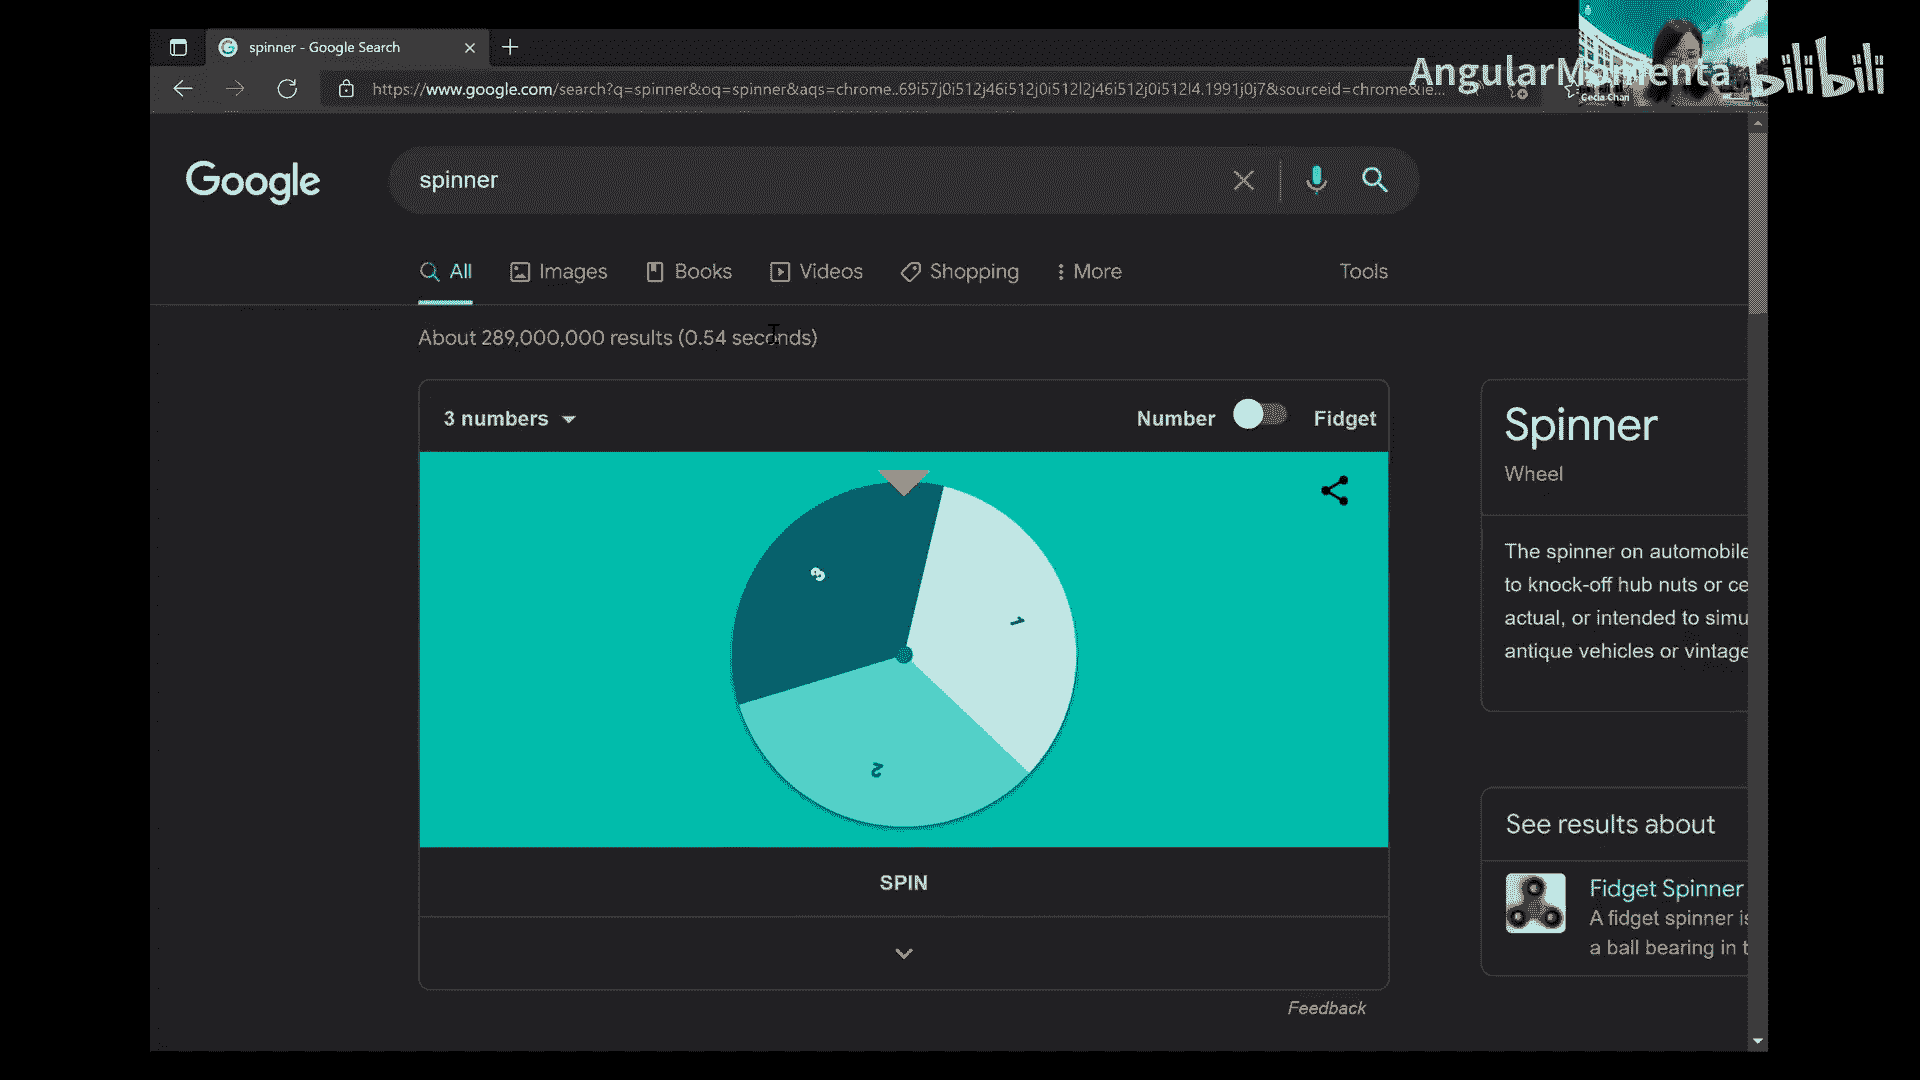 spinner - Google Search
https://www.google.com/search?q=spinner&oq=spinner&aqs=chrome..69i57j0i512j46i512j0i512l2j46i512j0i512l4.1991j0j7&sourceid=chrome&ie...
AngularMomenta bilibili
Cecia Chan
Google
spinner
All Images Books Videos Shopping More Tools
About 289,000,000 results (0.54 seconds)
3 numbers Number Fidget
3
1
2
SPIN
Feedback
Spinner
Wheel
The spinner on automobile
to knock-off hub nuts or ce
actual, or intended to simu
antique vehicles or vintage
See results about
Fidget Spinner
A fidget spinner is
a ball bearing in t